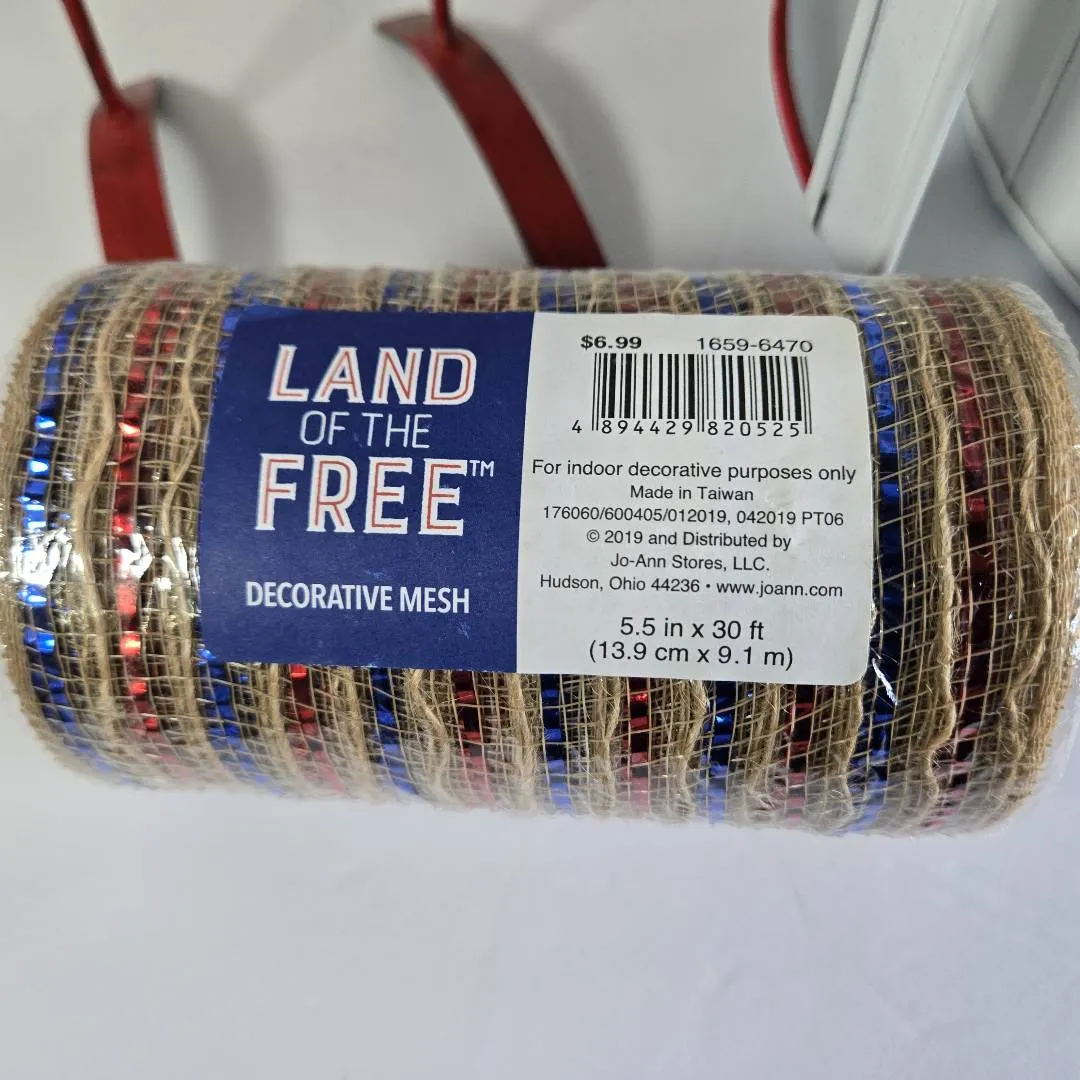 LAND
OF THE
FREE™
DECORATIVE MESH
$6.99 1659-6470
4 894429 820525
For indoor decorative purposes only
Made in Taiwan
176060/600405/012019, 042019 PT06
© 2019 and Distributed by
Jo-Ann Stores, LLC.
Hudson, Ohio 44236 • www.joann.com
5.5 in x 30 ft
(13.9 cm x 9.1 m)